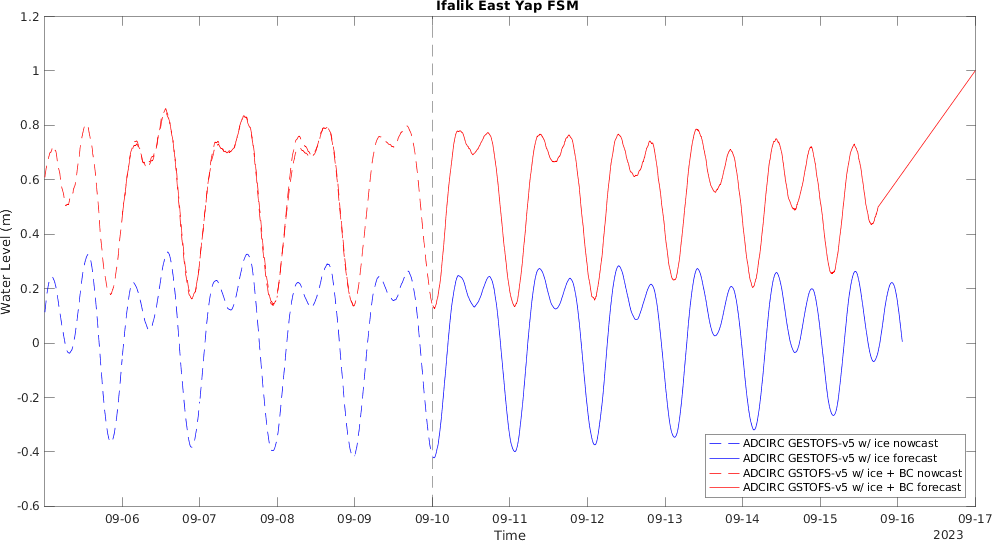 Ifalik East Yap FSM
1.2
1
0.8
0.6
0.4
0.2
0
-0.2
-0.4
-0.6
Water Level (m)
ADCIRC GESTOFS-v5 w/ ice nowcast
ADCIRC GESTOFS-v5 w/ ice forecast
ADCIRC GSTOFS-v5 w/ ice + BC nowcast
ADCIRC GSTOFS-v5 w/ ice + BC forecast
09-06 09-07 09-08 09-09 09-10 09-11 09-12 09-13 09-14 09-15 09-16 09-17
Time
2023